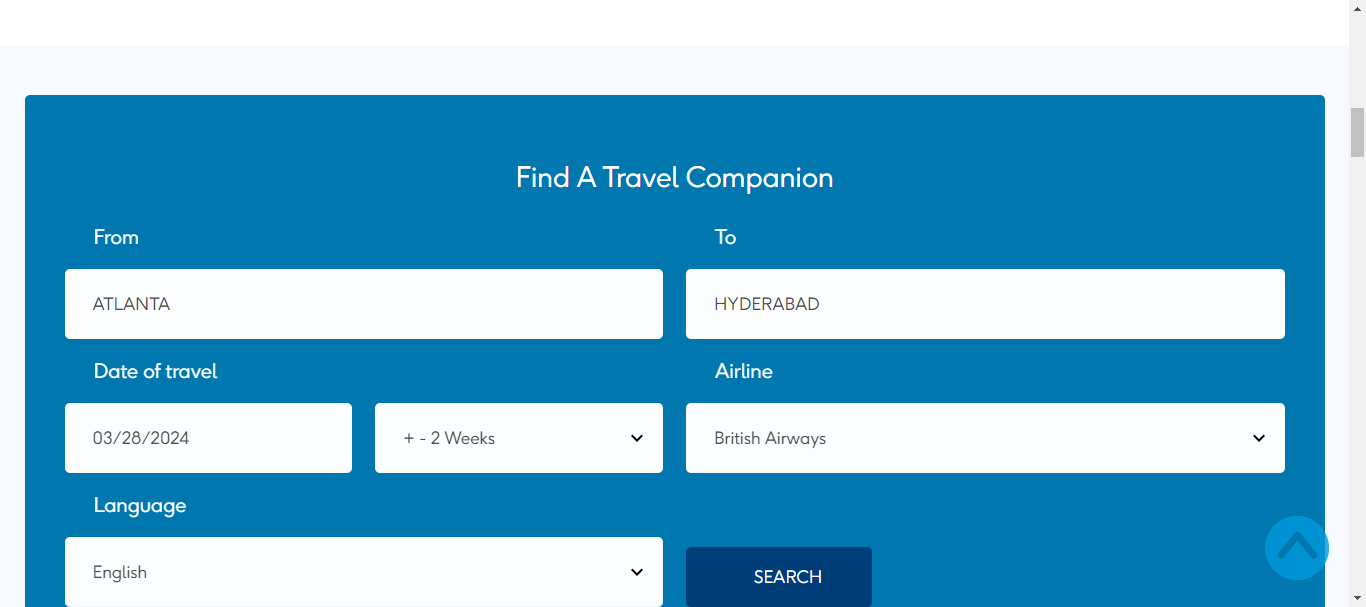 Find A Travel Companion
From
To
ATLANTA
HYDERABAD
Date of travel
Airline
03/28/2024
+ - 2 Weeks
British Airways
Language
English
SEARCH